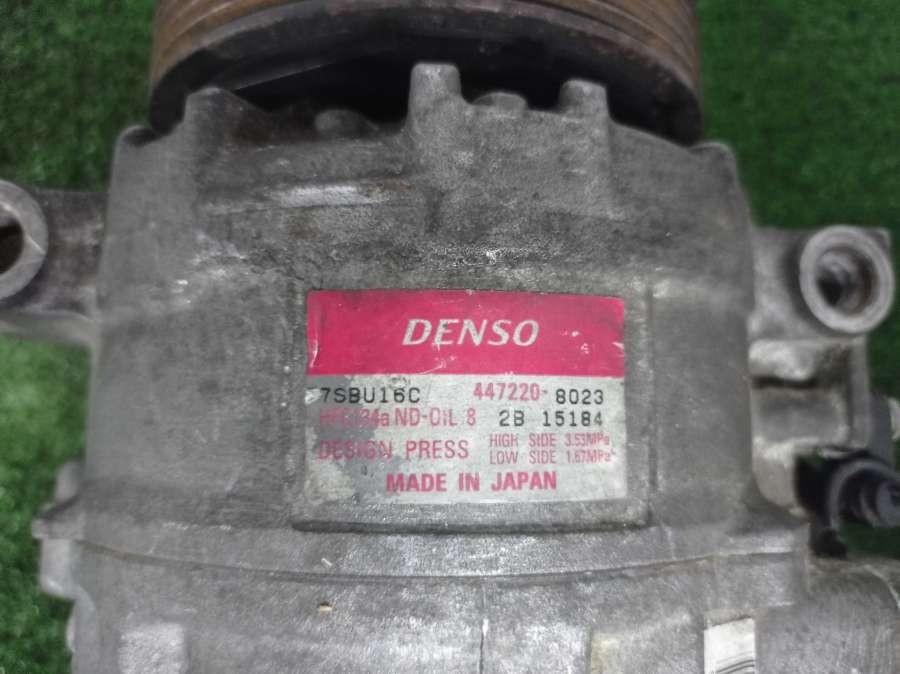 DENSO
7SBU16C 447220-8023
HFC134a ND-OIL 8 2B 15184
DESIGN PRESS HIGH SIDE 3.53MPa
LOW SIDE 1.67MPa
MADE IN JAPAN